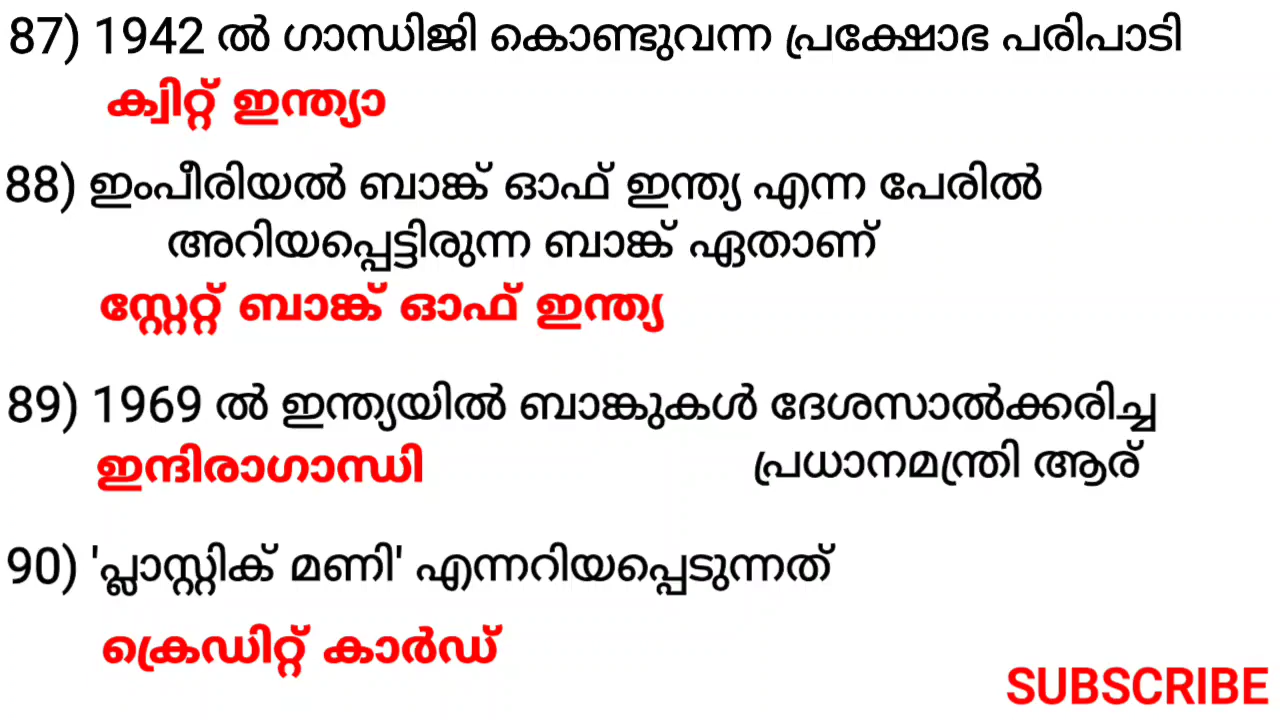 87) 1942 ൽ ഗാന്ധിജി കൊണ്ടുവന്ന പ്രക്ഷോഭ പരിപാടി
ക്വിറ്റ് ഇന്ത്യാ
88) ഇംപീരിയൽ ബാങ്ക് ഓഫ് ഇന്ത്യ എന്ന പേരിൽ
അറിയപ്പെട്ടിരുന്ന ബാങ്ക് ഏതാണ്
സ്റ്റേറ്റ് ബാങ്ക് ഓഫ് ഇന്ത്യ
89) 1969 ൽ ഇന്ത്യയിൽ ബാങ്കുകൾ ദേശസാൽക്കരിച്ച
പ്രധാനമന്ത്രി ആര്
ഇന്ദിരാഗാന്ധി
90) 'പ്ലാസ്റ്റിക് മണി' എന്നറിയപ്പെടുന്നത്
ക്രെഡിറ്റ് കാർഡ്
SUBSCRIBE